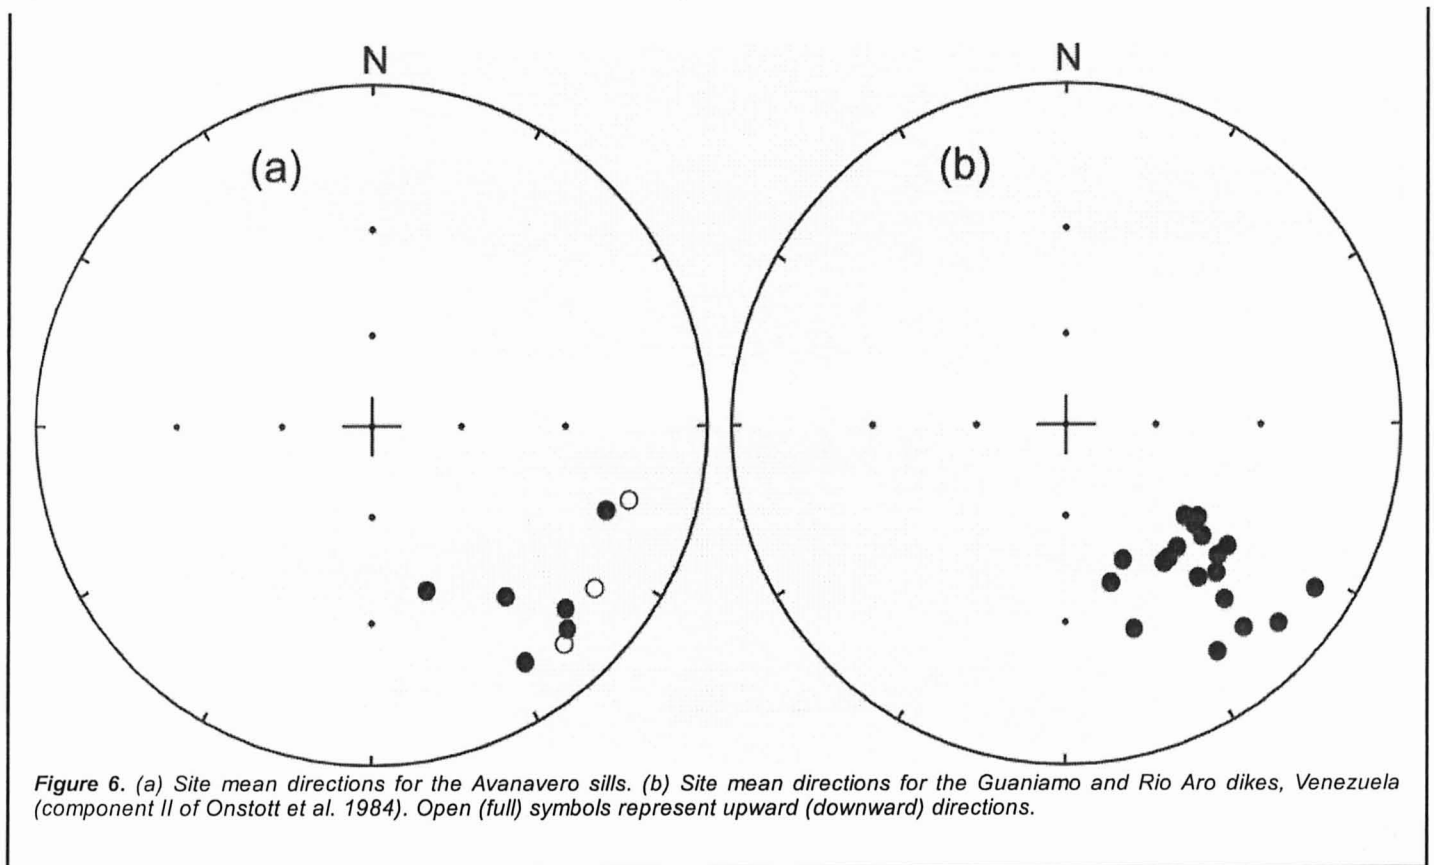 N
N
(a)
(b)
Figure 6. (a) Site mean directions for the Avanavero sills. (b) Site mean directions for the Guaniamo and Rio Aro dikes, Venezuela
(component II of Onstott et al. 1984). Open (full) symbols represent upward (downward) directions.